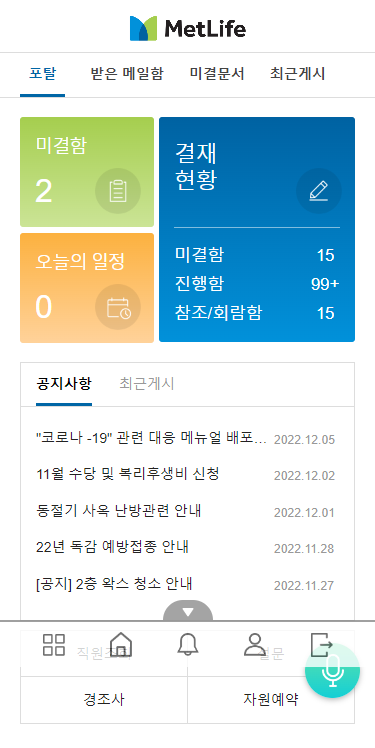 MetLife
포탈 받은 메일함 미결문서 최근게시
미결함
2
결재
현황
미결함 15
진행함 99+
참조/회람함 15
오늘의 일정
0
공지사항 최근게시
"코로나 -19" 관련 대응 메뉴얼 배포... 2022.12.05
11월 수당 및 복리후생비 신청 2022.12.02
동절기 사옥 난방관련 안내 2022.12.01
22년 독감 예방접종 안내 2022.11.28
[공지] 2층 왁스 청소 안내 2022.11.27
경조사 자원예약